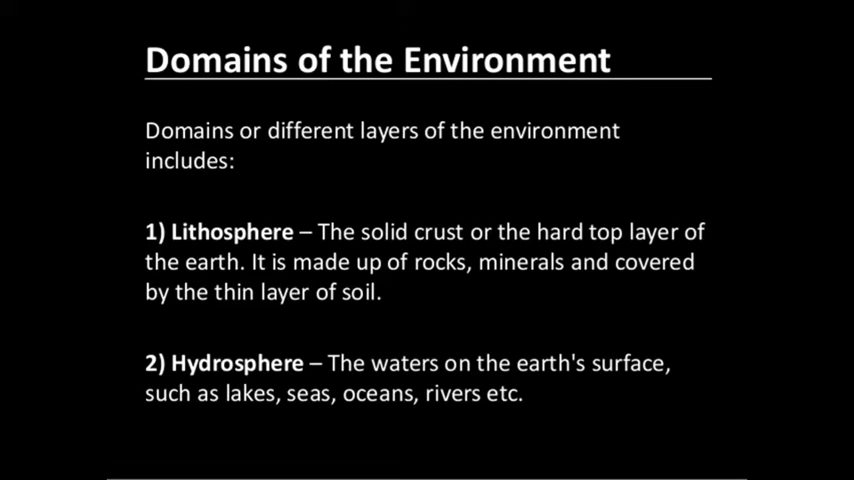 Domains of the Environment
Domains or different layers of the environment
includes:
1) Lithosphere – The solid crust or the hard top layer of
the earth. It is made up of rocks, minerals and covered
by the thin layer of soil.
2) Hydrosphere – The waters on the earth's surface,
such as lakes, seas, oceans, rivers etc.